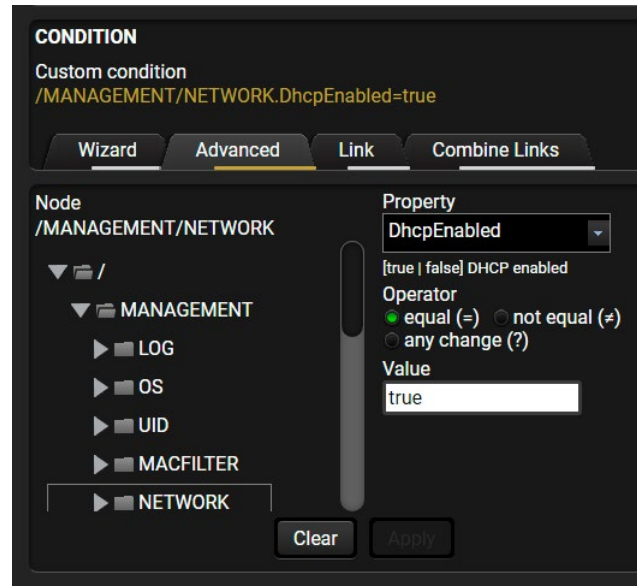 CONDITION
Custom condition
/MANAGEMENT/NETWORK.DhcpEnabled=true
Wizard Advanced Link Combine Links
Node
/MANAGEMENT/NETWORK
/
MANAGEMENT
LOG
OS
UID
MACFILTER
NETWORK
Property
DhcpEnabled
[true | false] DHCP enabled
Operator
equal (=) not equal (≠)
any change (?)
Value
true
Clear Apply